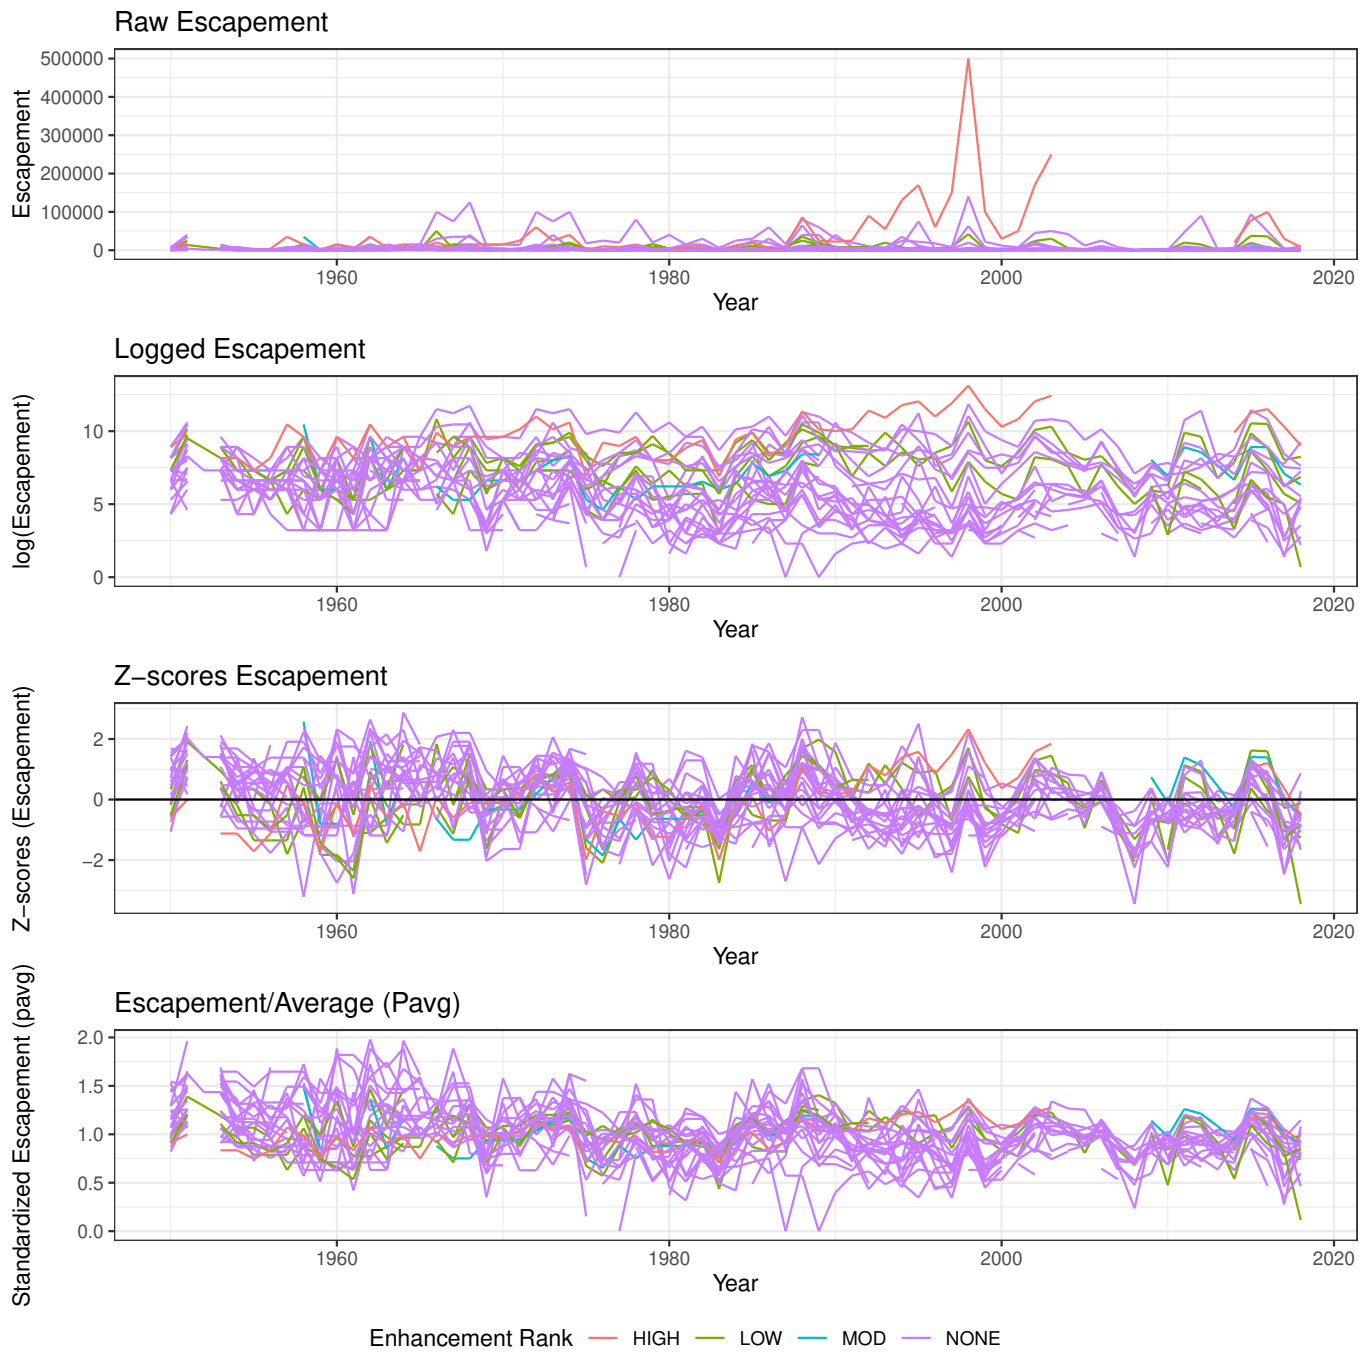 Raw Escapement
Escapement
500000
400000
300000
200000
100000
0
1960
1980
2000
2020
Year
Logged Escapement
log(Escapement)
10
5
0
1960
1980
2000
2020
Year
Z−scores Escapement
Z−scores (Escapement)
2
0
−2
1960
1980
2000
2020
Year
Escapement/Average (Pavg)
Standardized Escapement (pavg)
2.0
1.5
1.0
0.5
0.0
1960
1980
2000
2020
Year
Enhancement Rank HIGH LOW MOD NONE